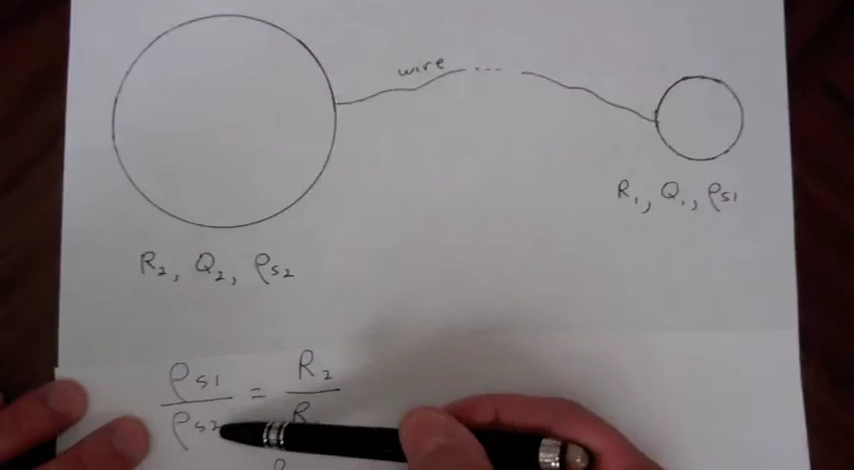 wire
R₁, Q₁, ρs1
R₂, Q₂, ρs2
ρs1 / ρs2 = R₂ / R